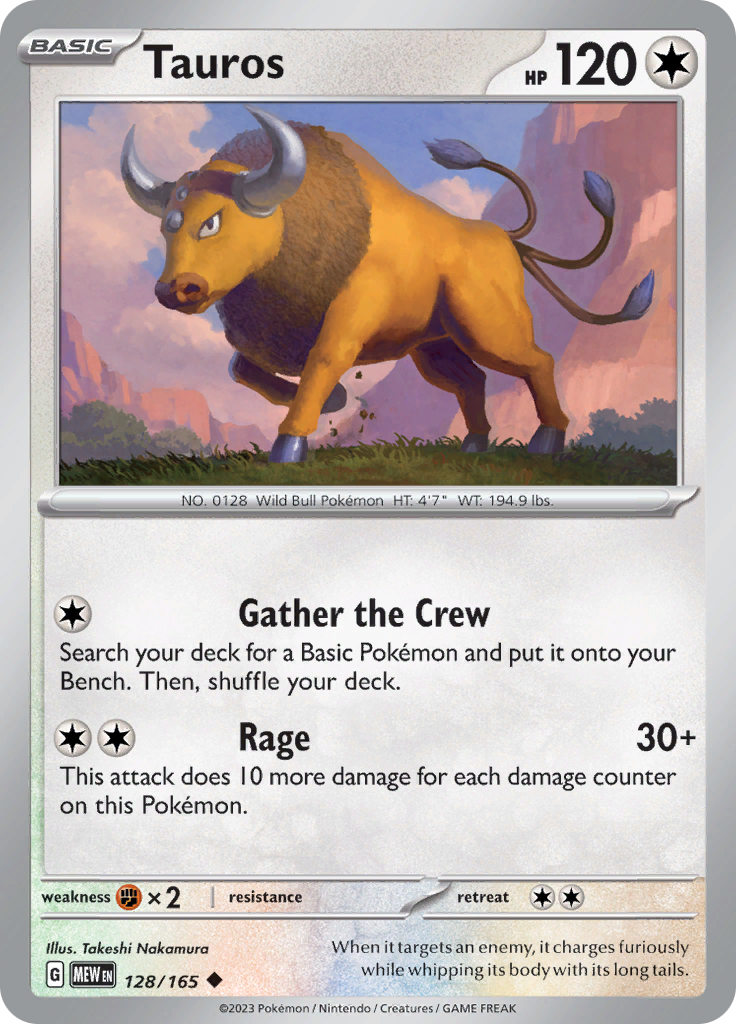 BASIC
Tauros
HP 120
NO. 0128 Wild Bull Pokémon HT: 4'7" WT: 194.9 lbs.
Gather the Crew
Search your deck for a Basic Pokémon and put it onto your
Bench. Then, shuffle your deck.
Rage 30+
This attack does 10 more damage for each damage counter
on this Pokémon.
weakness ×2 resistance retreat
Illus. Takeshi Nakamura
When it targets an enemy, it charges furiously
while whipping its body with its long tails.
G MEW EN 128/165
©2023 Pokémon / Nintendo / Creatures / GAME FREAK